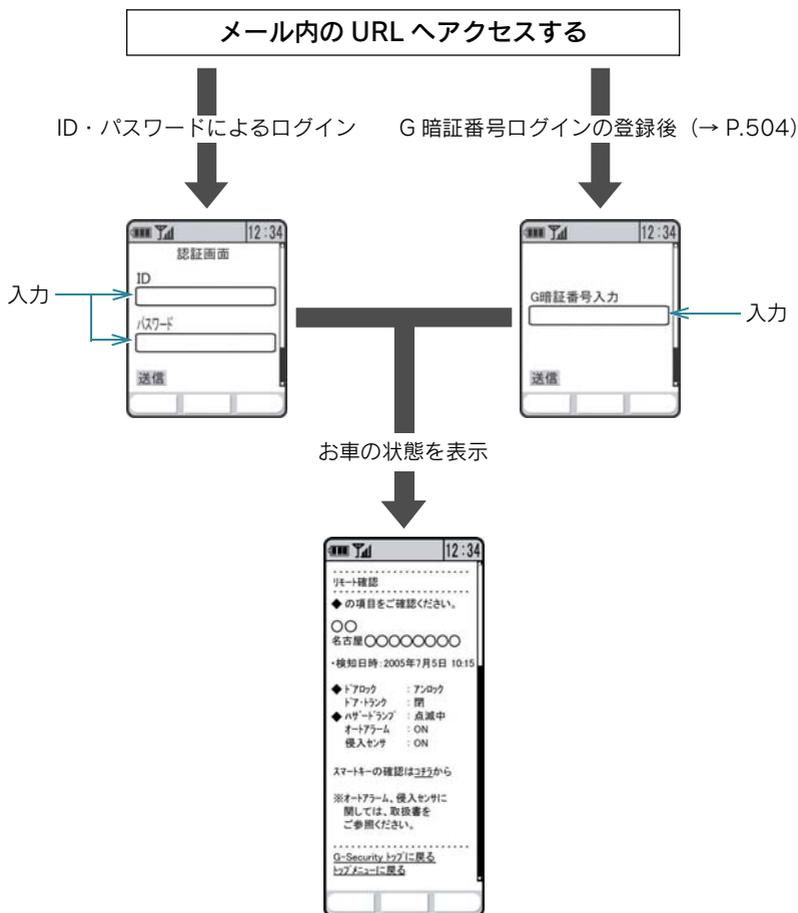 メール内の URL へアクセスする
ID・パスワードによるログイン
G 暗証番号ログインの登録後（→ P.504）
12:34
認証画面
ID
パスワード
送信
入力
12:34
G暗証番号入力
送信
入力
お車の状態を表示
12:34
リモート確認
◆ の項目をご確認ください。
○○
名古屋○○○○○○○○
・検知日時:2005年7月5日 10:15
◆ ドアロック : アンロック
ドア・トランク : 閉
◆ ハザードランプ : 点滅中
オートアラーム : ON
侵入センサ : ON
スマートキーの確認はコチラから
※オートアラーム、侵入センサに
関しては、取扱書を
ご参照ください。
G-Security トップに戻る
トップメニューに戻る